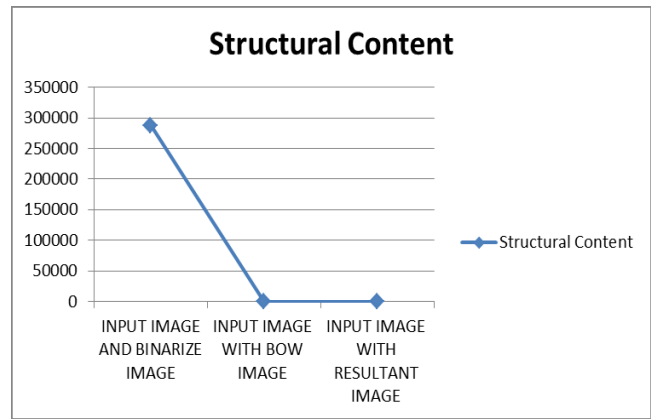 Structural Content
350000
300000
250000
200000
150000
100000
50000
0
INPUT IMAGE
AND BINARIZE
IMAGE
INPUT IMAGE
WITH BOW
IMAGE
INPUT IMAGE
WITH
RESULTANT
IMAGE
Structural Content